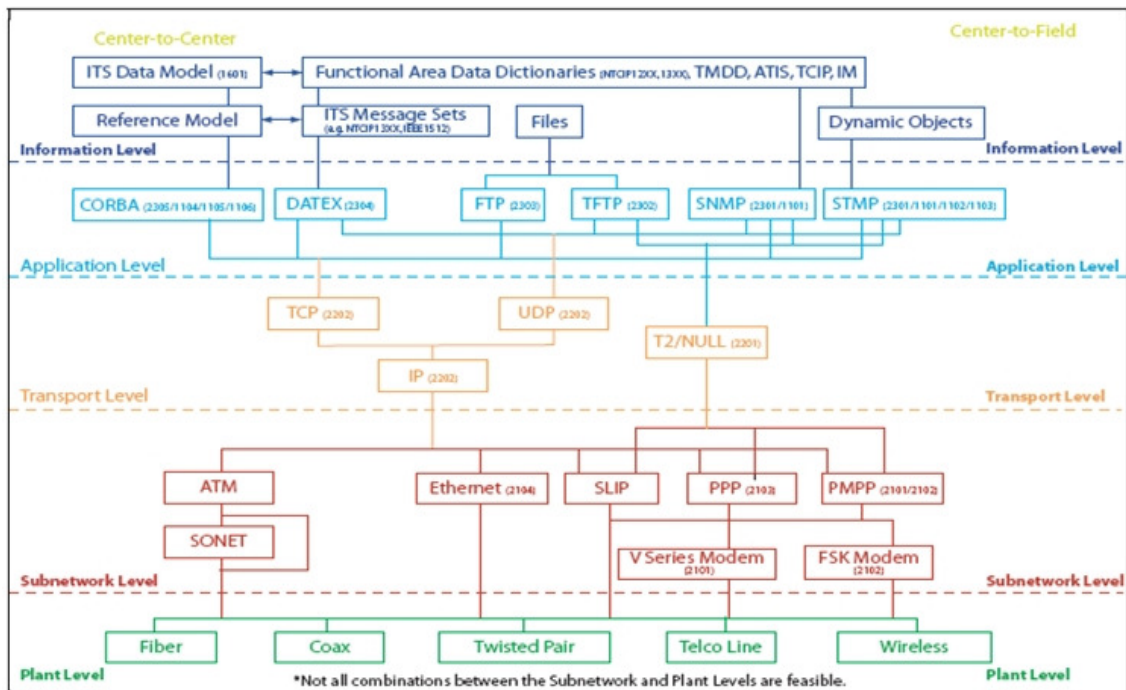 Center-to-Center
Center-to-Field
ITS Data Model (1601)
Functional Area Data Dictionaries (NTCIP12XX, 13XX), TMDD, ATIS, TCIP, IM
Reference Model
ITS Message Sets
(e.g. NTCIP13XX, IEEE1512)
Files
Dynamic Objects
Information Level
Information Level
CORBA (2305/1104/1105/1106)
DATEX (2304)
FTP (2303)
TFTP (2302)
SNMP (2301/1101)
STMP (2301/1101/1102/1103)
Application Level
Application Level
TCP (2202)
UDP (2202)
T2/NULL (2201)
IP (2202)
Transport Level
Transport Level
ATM
Ethernet (2104)
SLIP
PPP (2103)
PMPP (2101/2102)
SONET
V Series Modem
(2101)
FSK Modem
(2102)
Subnetwork Level
Subnetwork Level
Fiber
Coax
Twisted Pair
Telco Line
Wireless
Plant Level
*Not all combinations between the Subnetwork and Plant Levels are feasible.
Plant Level